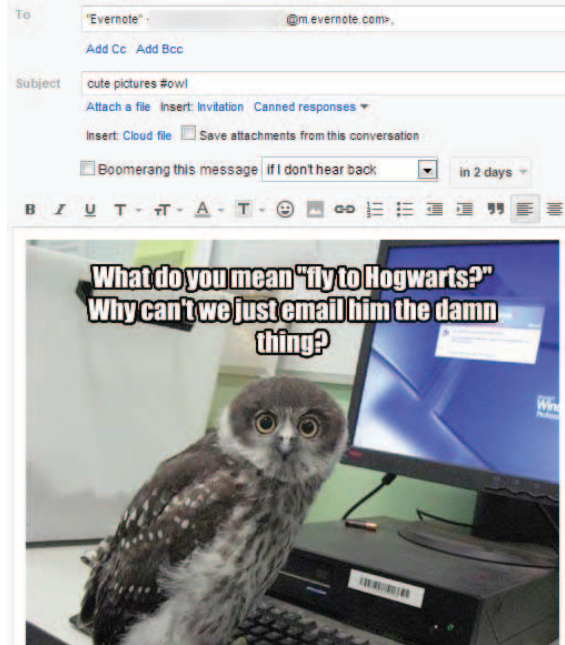 To
"Evernote" - @m.evernote.com>,
Add Cc Add Bcc
Subject
cute pictures #owl
Attach a file Insert: Invitation Canned responses
Insert: Cloud file Save attachments from this conversation
Boomerang this message if I don't hear back in 2 days
B I U T T A T
What do you mean "fly to Hogwarts?"
Why can't we just email him the damn
thing?
Wind
Professional